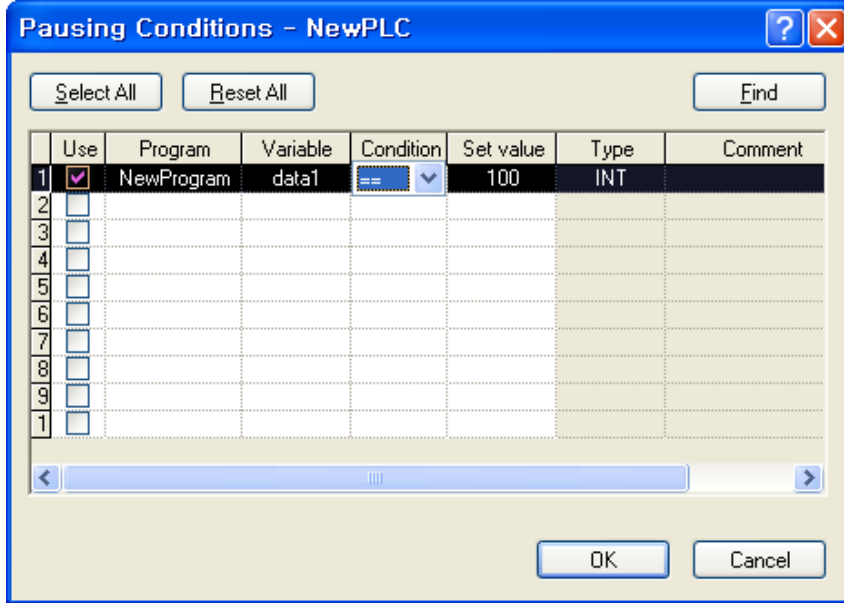 Pausing Conditions - NewPLC
Select All Reset All Find
Use Program Variable Condition Set value Type Comment
1 NewProgram data1 == 100 INT
2
3
4
5
6
7
8
9
1
OK Cancel